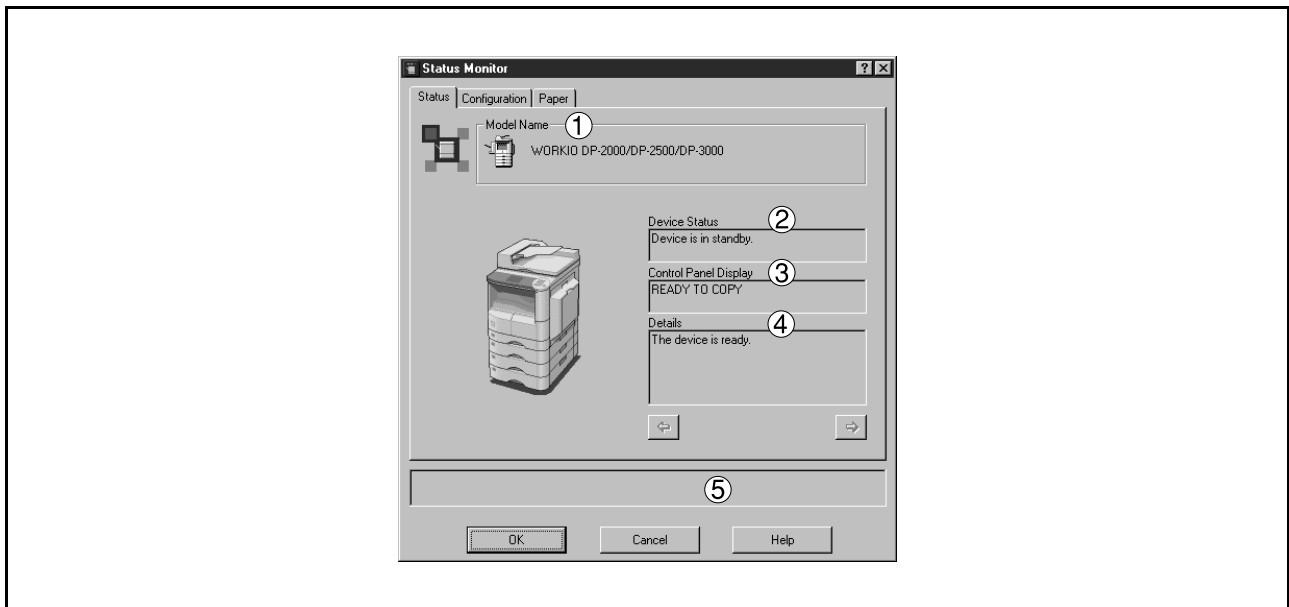 Status Monitor
Status Configuration Paper
Model Name 1
WORKIO DP-2000/DP-2500/DP-3000
Device Status 2
Device is in standby.
Control Panel Display 3
READY TO COPY
Details 4
The device is ready.
5
OK Cancel Help